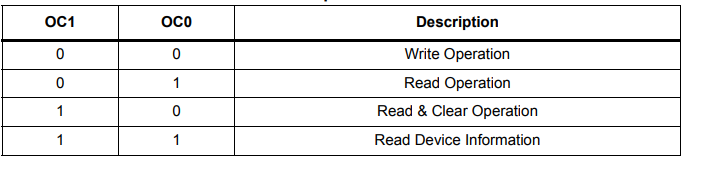 OC1 OC0 Description
0 0 Write Operation
0 1 Read Operation
1 0 Read & Clear Operation
1 1 Read Device Information